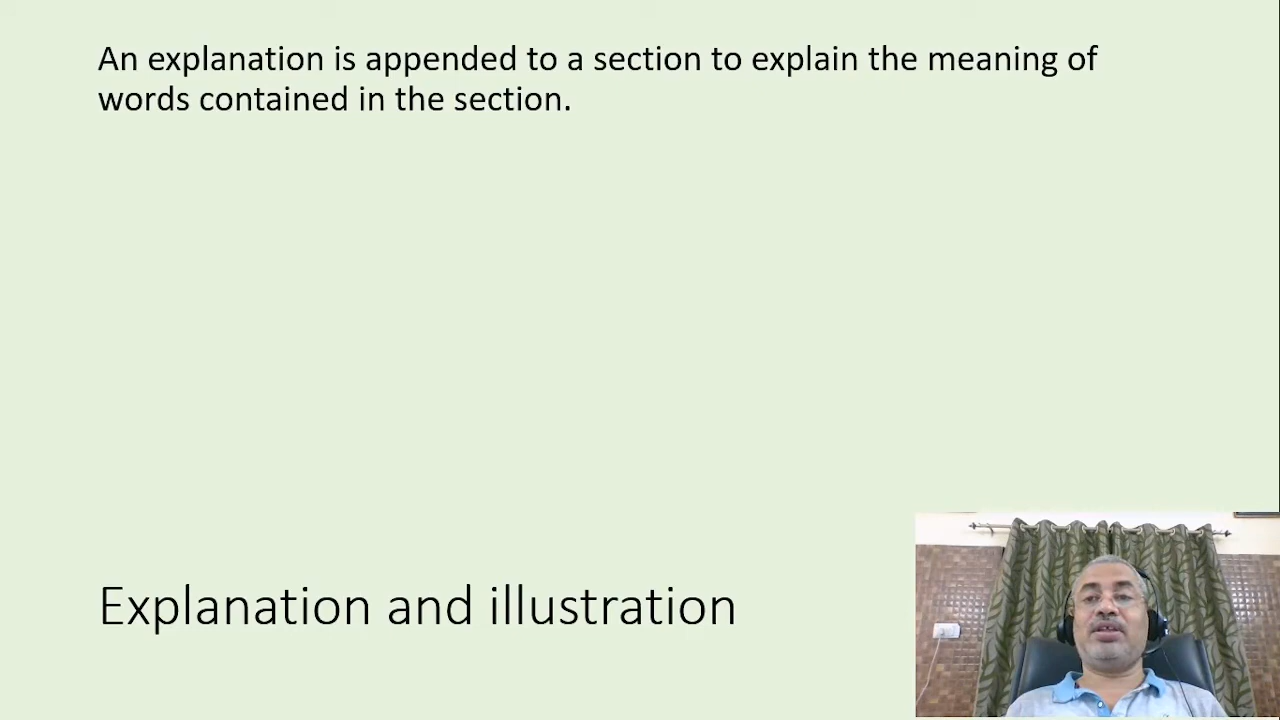 An explanation is appended to a section to explain the meaning of
words contained in the section.
Explanation and illustration